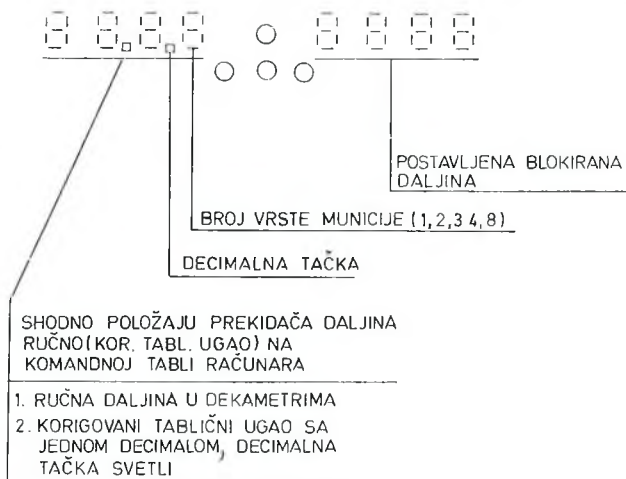 POSTAVLJENA BLOKIRANA
DALJINA
BROJ VRSTE MUNICIJE (1,2,3 4,8)
DECIMALNA TAČKA
SHODNO POLOŽAJU PREKIDAČA DALJINA
RUČNO(KOR. TABL. UGAO) NA
KOMANDNOJ TABLI RAČUNARA
1. RUČNA DALJINA U DEKAMETRIMA
2. KORIGOVANI TABLIČNI UGAO SA
JEDNOM DECIMALOM, DECIMALNA
TAČKA SVETLI